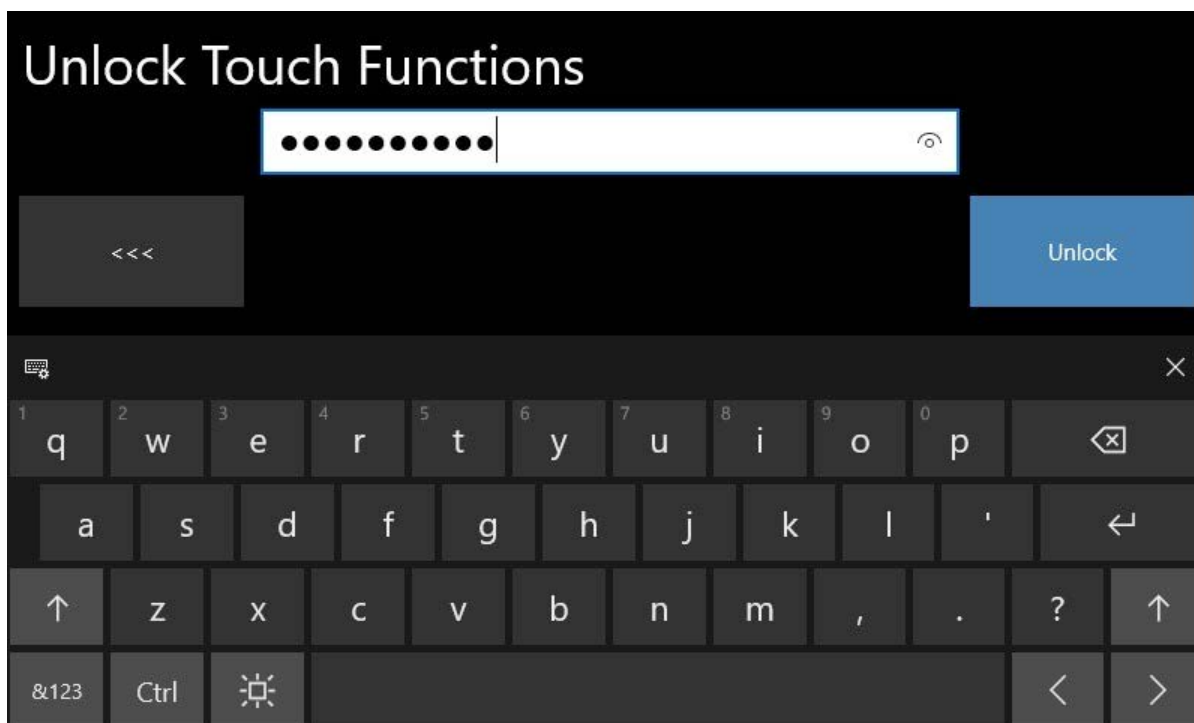 Unlock Touch Functions
●●●●●●●●●●
<<<
Unlock
1 2 3 4 5 6 7 8 9 0
q w e r t y u i o p
a s d f g h j k l '
z x c v b n m , . ?
&123 Ctrl < >